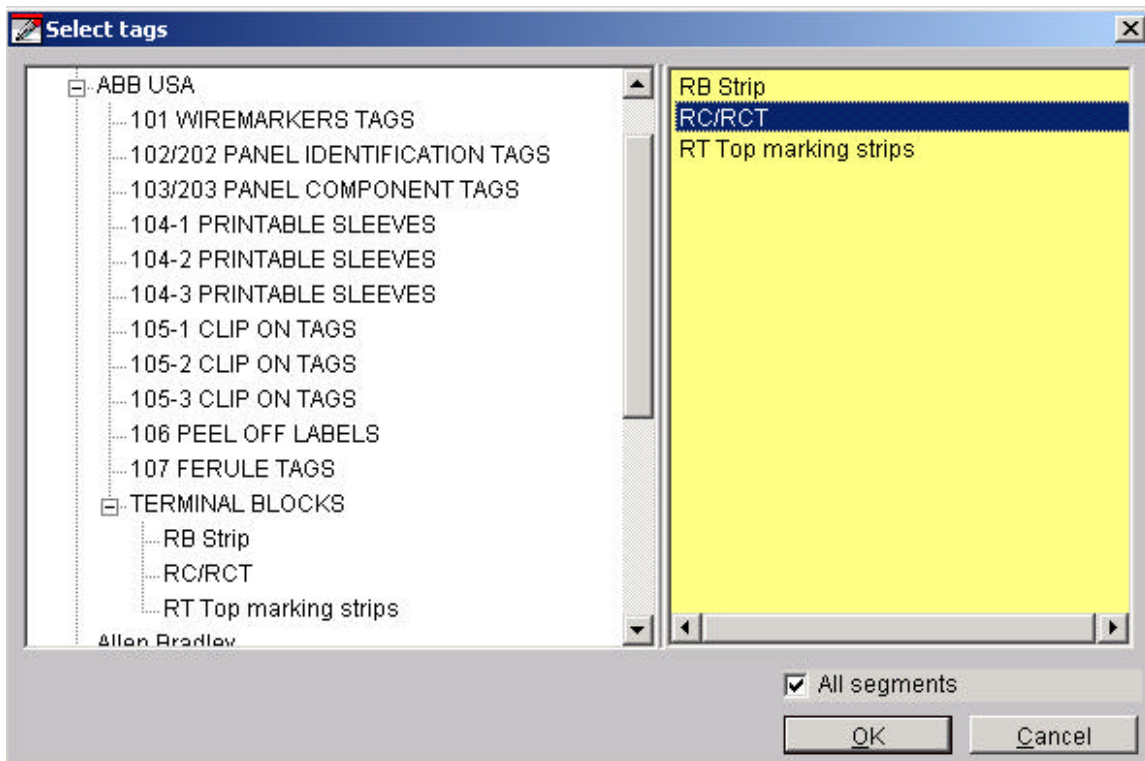 Select tags
ABB USA
101 WIREMARKERS TAGS
102/202 PANEL IDENTIFICATION TAGS
103/203 PANEL COMPONENT TAGS
104-1 PRINTABLE SLEEVES
104-2 PRINTABLE SLEEVES
104-3 PRINTABLE SLEEVES
105-1 CLIP ON TAGS
105-2 CLIP ON TAGS
105-3 CLIP ON TAGS
106 PEEL OFF LABELS
107 FERULE TAGS
TERMINAL BLOCKS
RB Strip
RC/RCT
RT Top marking strips
Allen Bradley
RB Strip
RC/RCT
RT Top marking strips
All segments
OK
Cancel